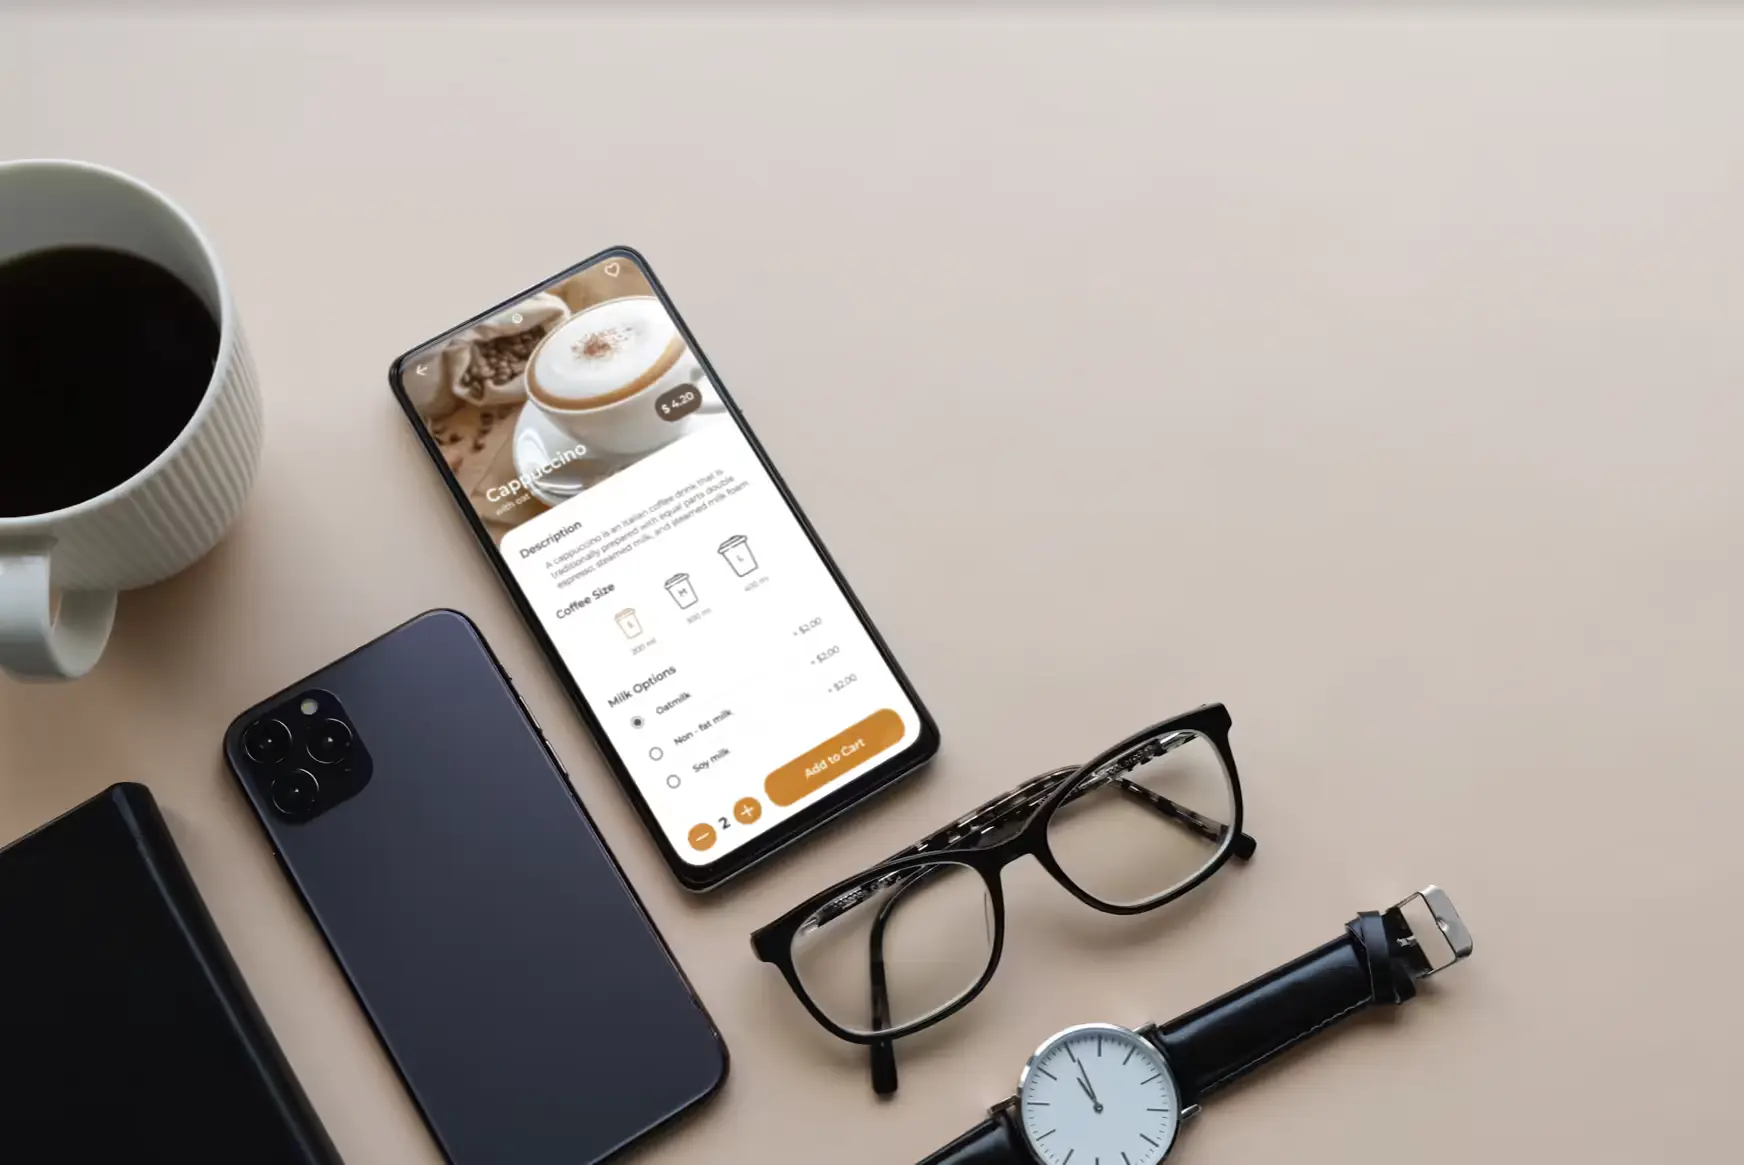 $ 4.20
Cappuccino
with oat
Description
A cappuccino is an Italian coffee drink that is
traditionally prepared with equal parts double
espresso, steamed milk, and steamed milk foam
Coffee Size
S
M
L
200 ml
300 ml
400 ml
Milk Options
Oatmilk
+ $2.00
Non - fat milk
+ $2.00
Soy milk
+ $2.00
2
Add to Cart